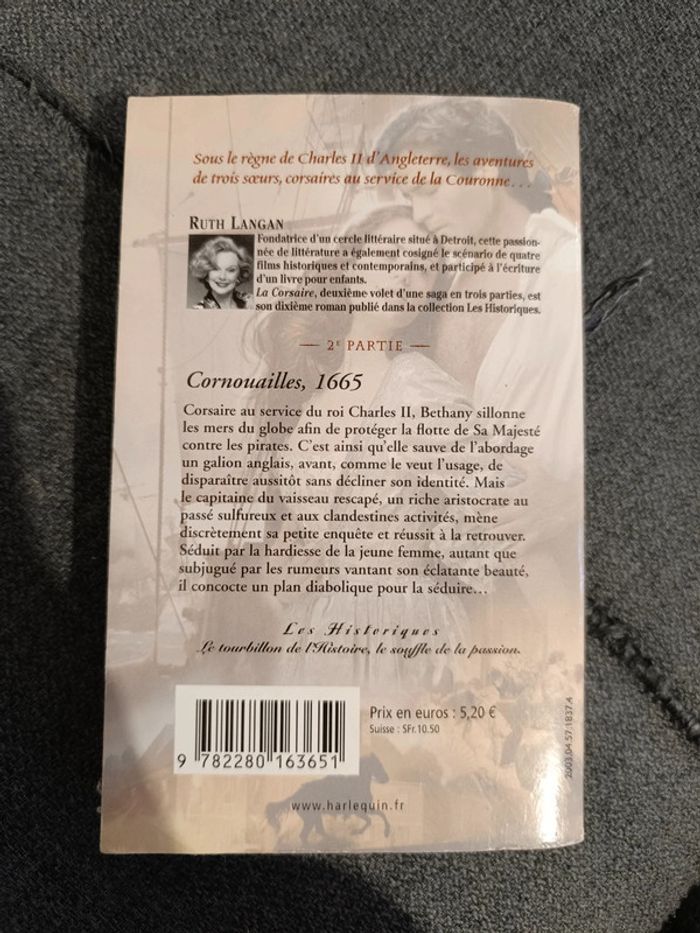 Sous le règne de Charles II d'Angleterre, les aventures
de trois sœurs, corsaires au service de la Couronne...
RUTH LANGAN
Fondatrice d'un cercle littéraire situé à Detroit, cette passion-
née de littérature a également cosigné le scénario de quatre
films historiques et contemporains, et participé à l'écriture
d'un livre pour enfants.
La Corsaire, deuxième volet d'une saga en trois parties, est
son dixième roman publié dans la collection Les Historiques.
— 2e PARTIE —
Cornouailles, 1665
Corsaire au service du roi Charles II, Bethany sillonne
les mers du globe afin de protéger la flotte de Sa Majesté
contre les pirates. C'est ainsi qu'elle sauve de l'abordage
un galion anglais, avant, comme le veut l'usage, de
disparaître aussitôt sans décliner son identité. Mais
le capitaine du vaisseau rescapé, un riche aristocrate au
passé sulfureux et aux clandestines activités, mène
discrètement sa petite enquête et réussit à la retrouver.
Séduit par la hardiesse de la jeune femme, autant que
subjugué par les rumeurs vantant son éclatante beauté,
il concocte un plan diabolique pour la séduire...
Les Historiques
Le tourbillon de l'Histoire, le souffle de la passion.
Prix en euros : 5,20 €
Suisse : SFr.10.50
9 782280 163651
2003.04.57.1837.4
www.harlequin.fr